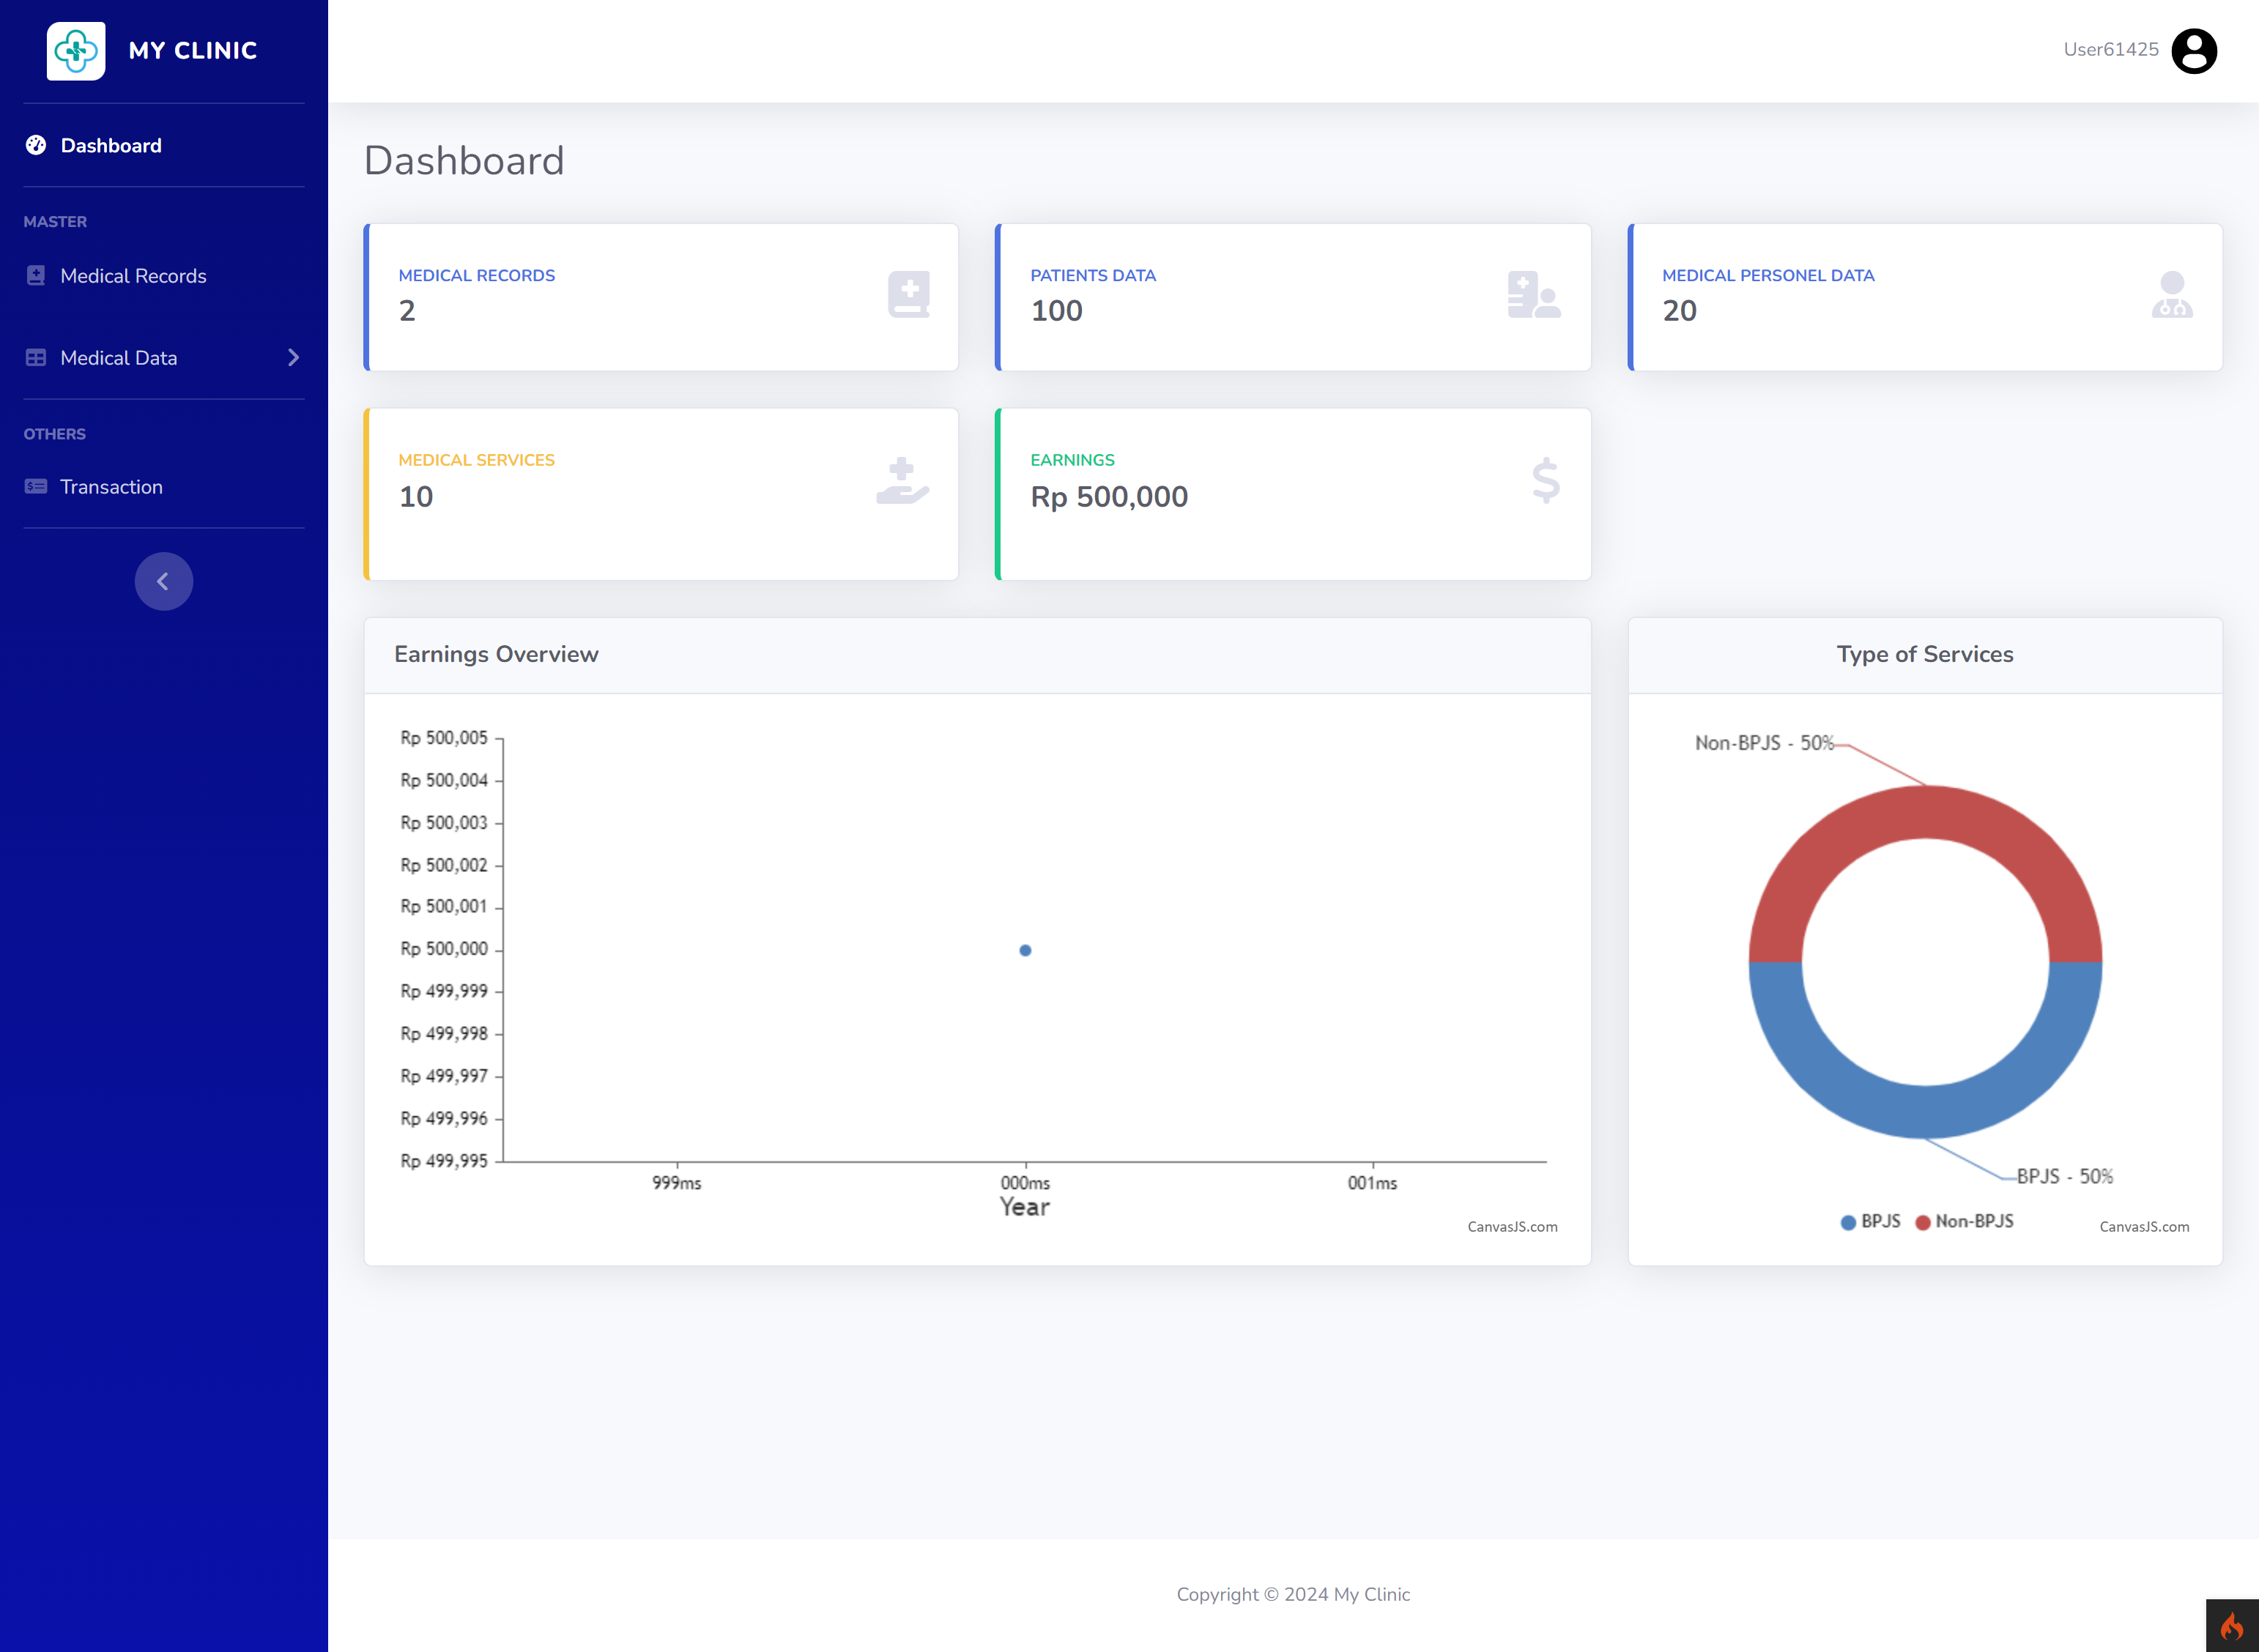 MY CLINIC
User61425
Dashboard
MASTER
Medical Records
Medical Data
OTHERS
Transaction
Dashboard
MEDICAL RECORDS
2
PATIENTS DATA
100
MEDICAL PERSONEL DATA
20
MEDICAL SERVICES
10
EARNINGS
Rp 500,000
Earnings Overview
Rp 500,005
Rp 500,004
Rp 500,003
Rp 500,002
Rp 500,001
Rp 500,000
Rp 499,999
Rp 499,998
Rp 499,997
Rp 499,996
Rp 499,995
999ms
000ms
001ms
Year
CanvasJS.com
Type of Services
Non-BPJS - 50%
BPJS - 50%
BPJS
Non-BPJS
CanvasJS.com
Copyright © 2024 My Clinic